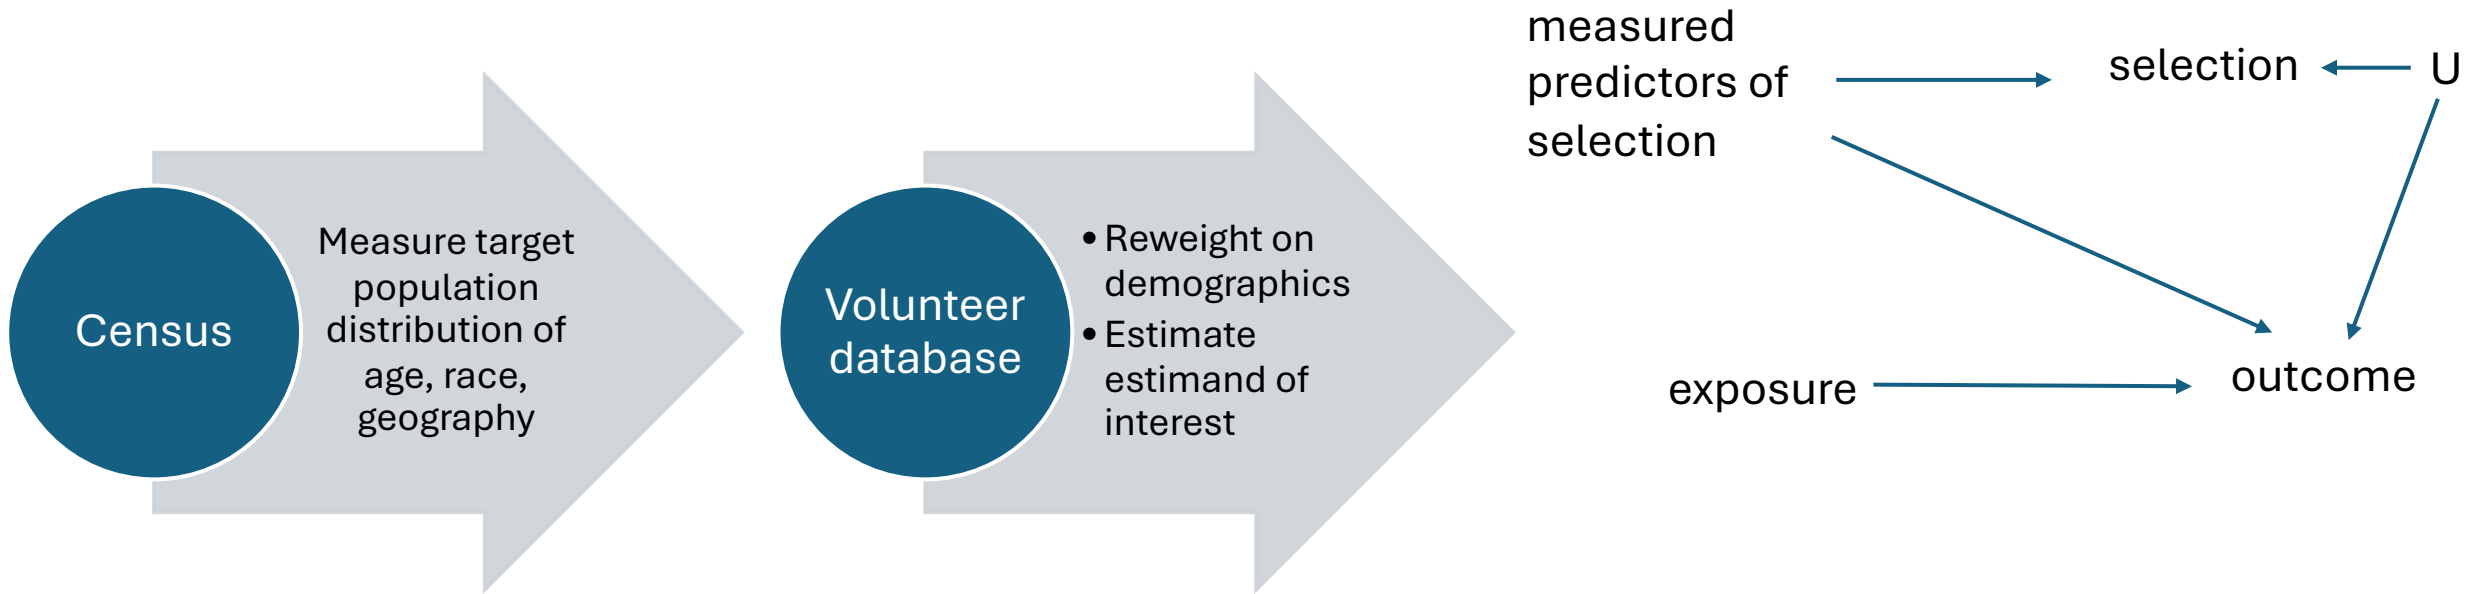 Census
Measure target
population
distribution of
age, race,
geography
Volunteer
database
•Reweight on
demographics
•Estimate
estimand of
interest
measured
predictors of
selection
selection
U
exposure
outcome